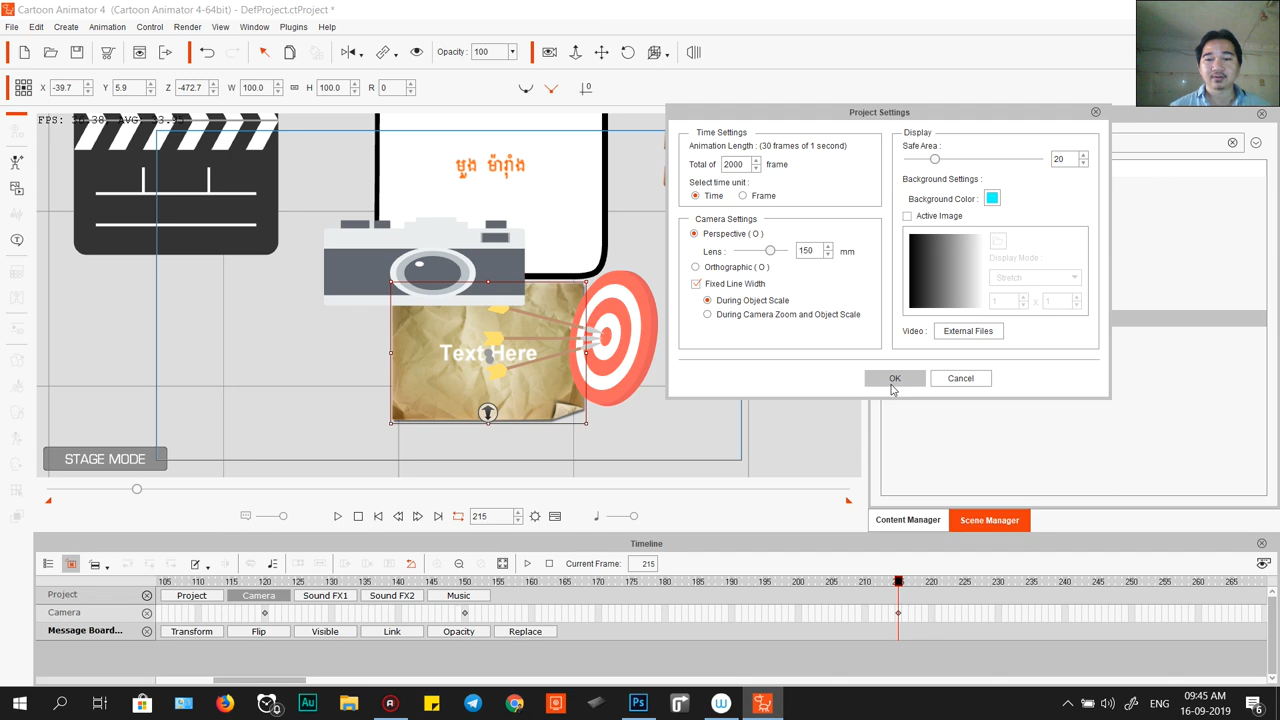 Cartoon Animator 4 (Cartoon Animator 4-64bit) - DefProject.ctProject *
File Edit Create Animation Control Render View Window Plugins Help
Opacity : 100
X -39.7 Y 5.9 Z -472.7 W 100.0 H 100.0 R 0
មួង ម៉ារ៉ាំង
Text Here
STAGE MODE
Project Settings
Time Settings
Animation Length : (30 frames of 1 second)
Total of 2000 frame
Select time unit :
Time Frame
Camera Settings
Perspective ( O )
Lens : 150 mm
Orthographic ( O )
Fixed Line Width
During Object Scale
During Camera Zoom and Object Scale
Display
Safe Area :
20
Background Settings:
Background Color :
Active Image
Display Mode :
Stretch
1 X 1
Video : External Files
OK Cancel
215
Content Manager Scene Manager
Timeline
Current Frame: 215
105 110 115 120 125 130 135 140 145 150 155 160 165 170 175 180 185 190 195 200 205 210 220 225 230 235 240 245 250 255 260 265
Project Project Camera Sound FX1 Sound FX2 Music
Camera
Message Board... Transform Flip Visible Link Opacity Replace
ENG
09:45 AM
16-09-2019
6